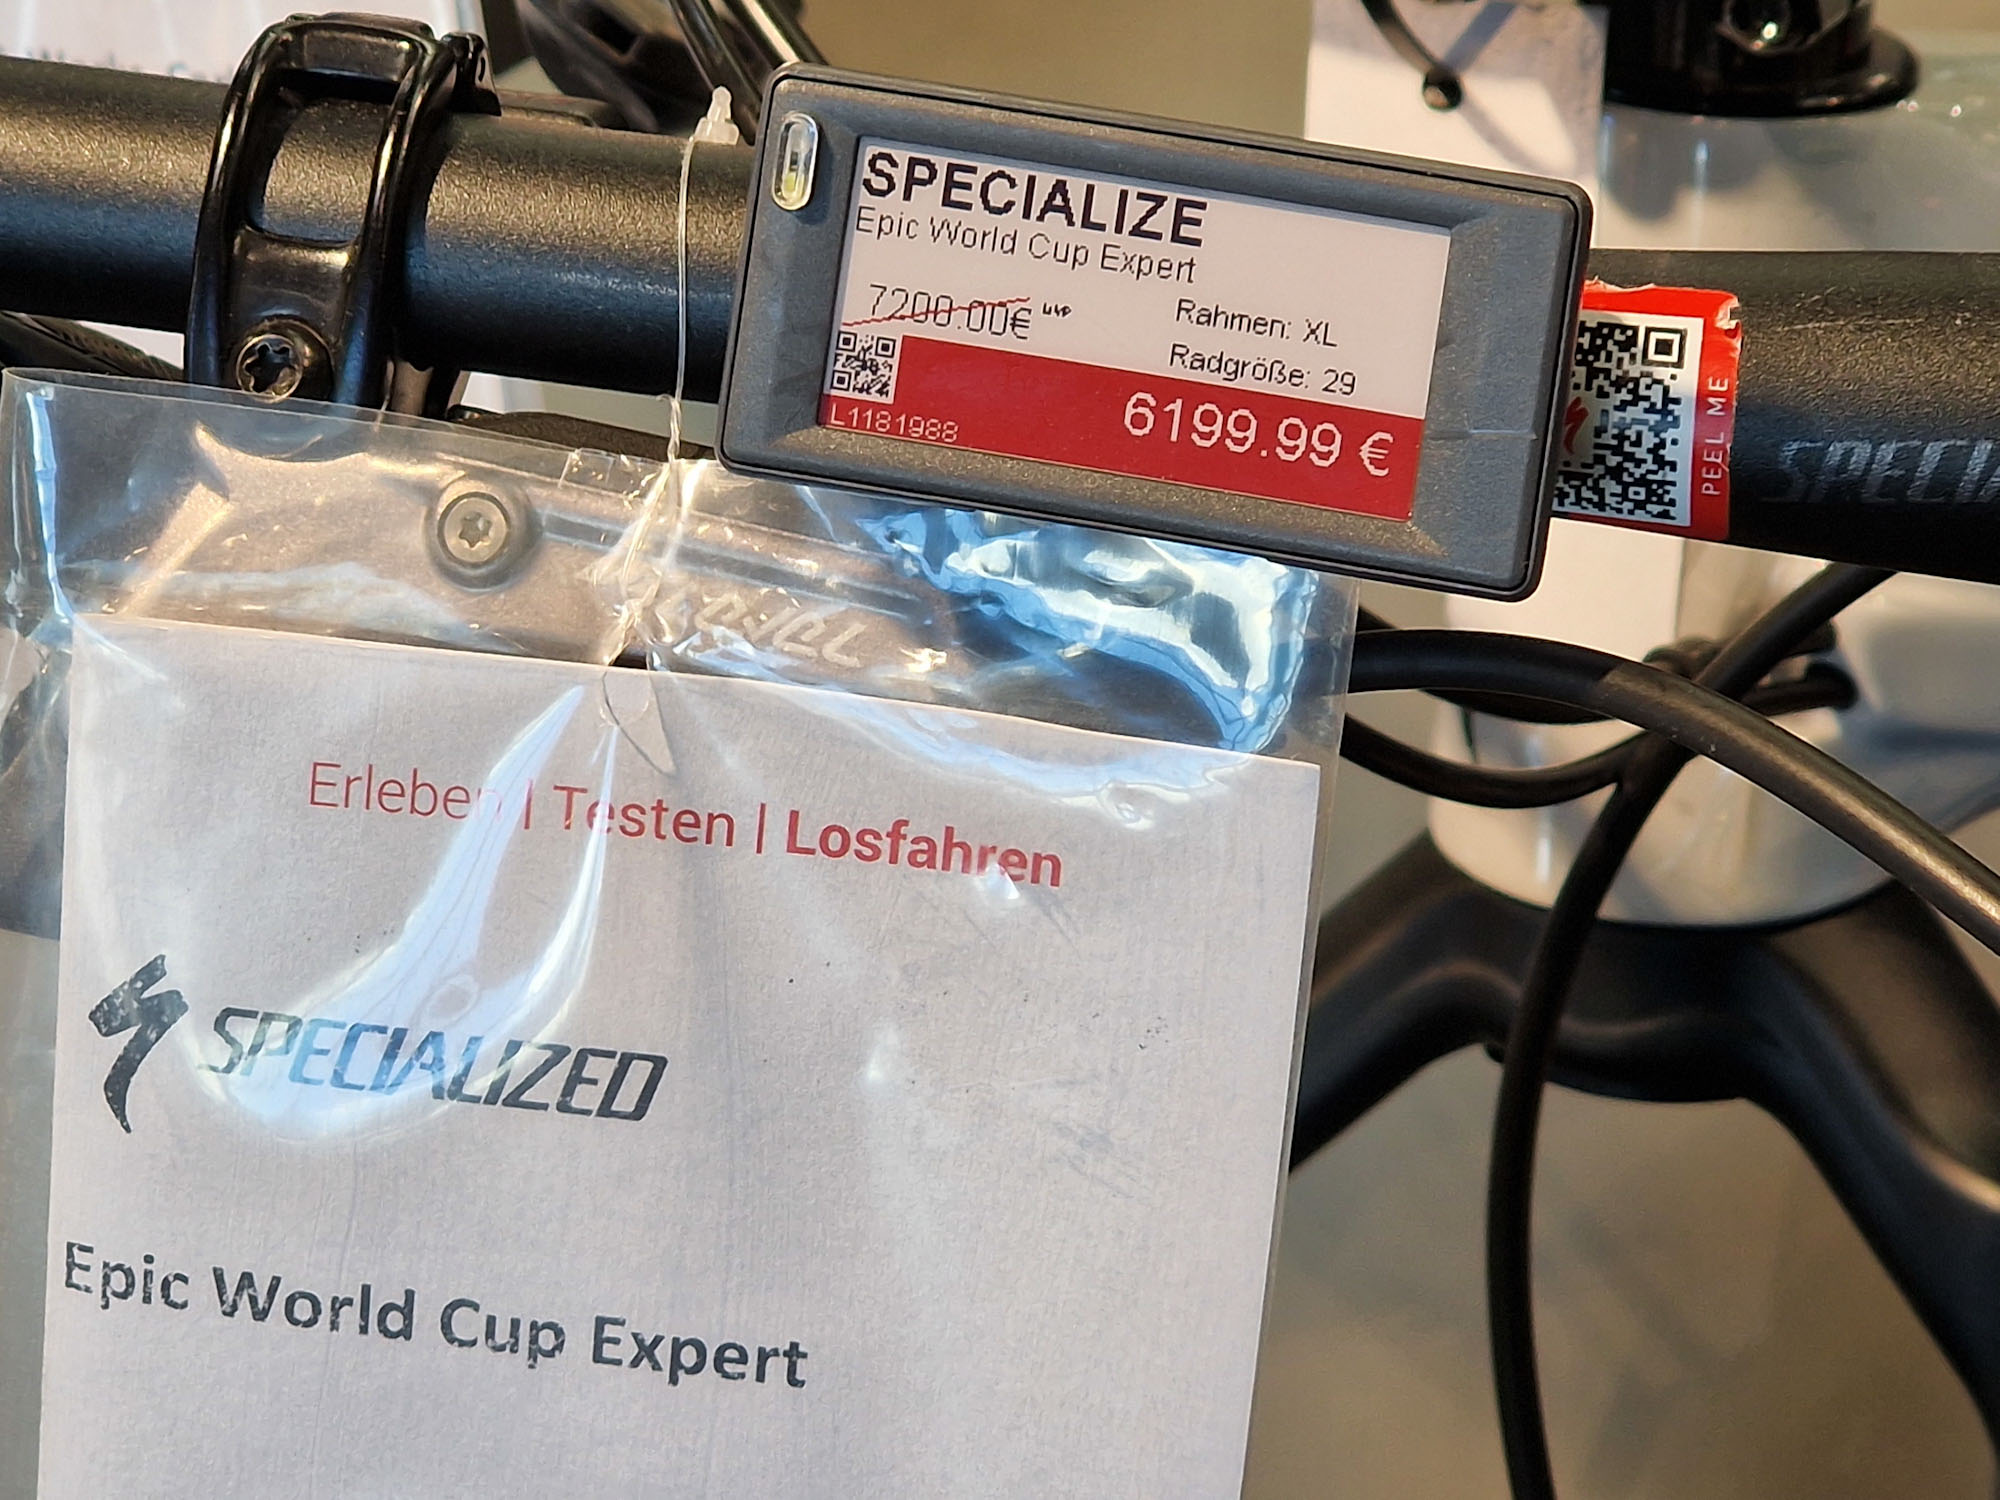 SPECIALIZE
Epic World Cup Expert
7200.00€ UVP
Rahmen: XL
Radgröße: 29
L1181988
6199.99 €
PEEL ME
SPECIA
Erleben | Testen | Losfahren
SPECIALIZED
Epic World Cup Expert